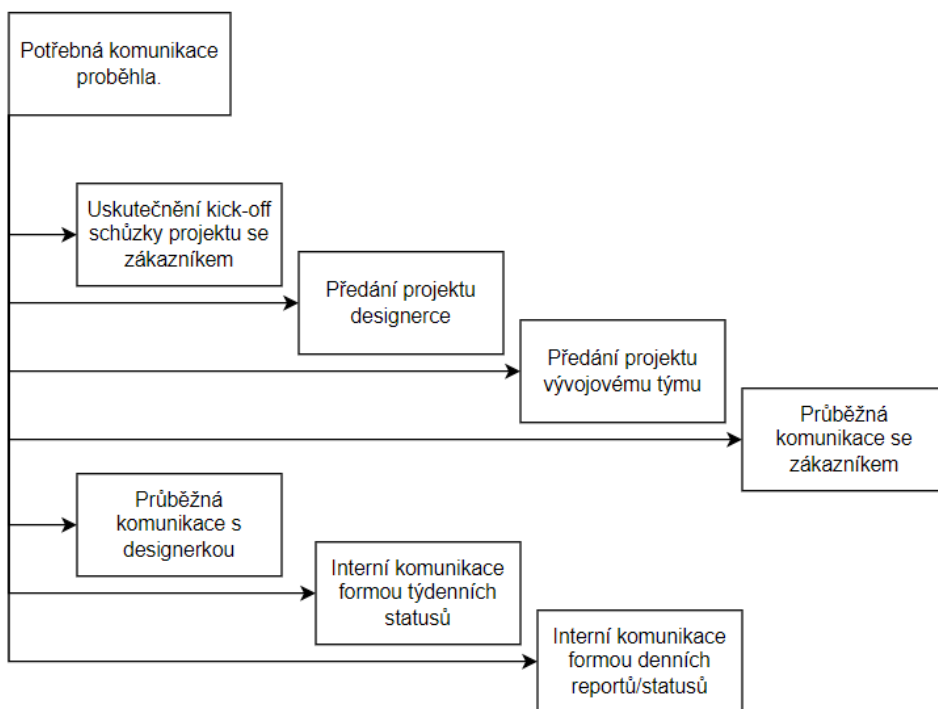 Potřebná komunikace
proběhla.
Uskutečnění kick-off
schůzky projektu se
zákazníkem
Předání projektu
designerce
Předání projektu
vývojovému týmu
Průběžná
komunikace se
zákazníkem
Průběžná
komunikace s
designerkou
Interní komunikace
formou týdenních
statusů
Interní komunikace
formou denních
reportů/statusů